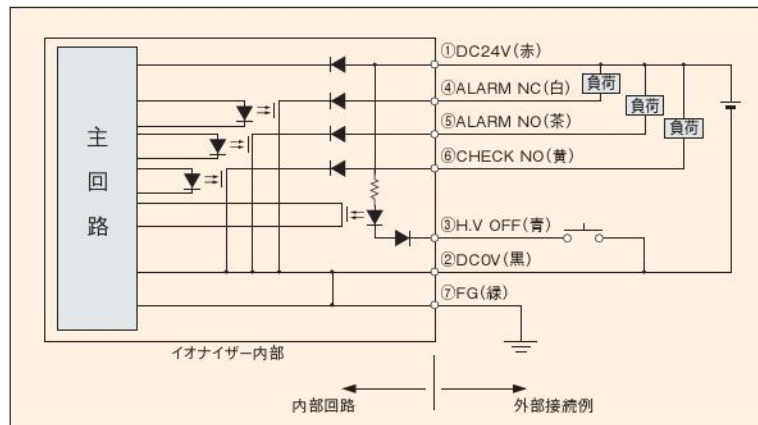 ①DC24V(赤)
④ALARM NC(白)
負荷
⑤ALARM NO(茶)
負荷
⑥CHECK NO(黄)
負荷
主回路
③H.V OFF(青)
②DC0V(黒)
⑦FG(緑)
イオナイザー内部
内部回路
外部接続例